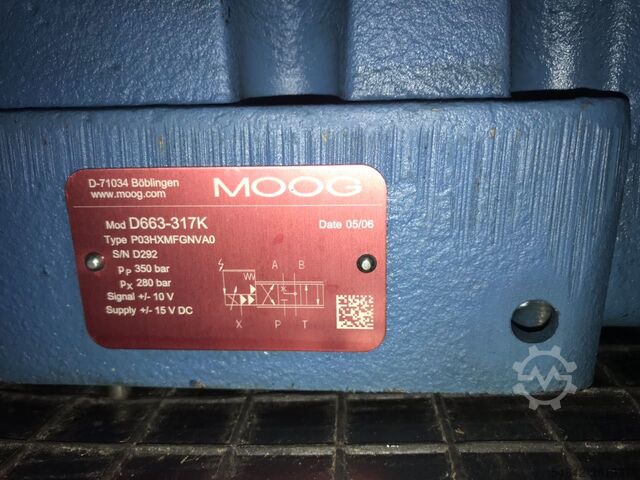 D-71034 Böblingen
www.moog.com
MOOG
Mod D663-317K
Date 05/06
Type P03HXMFGNVA0
S/N D292
pP 350 bar
pX 280 bar
Signal +/- 10 V
Supply +/- 15 V DC
A B
X P T